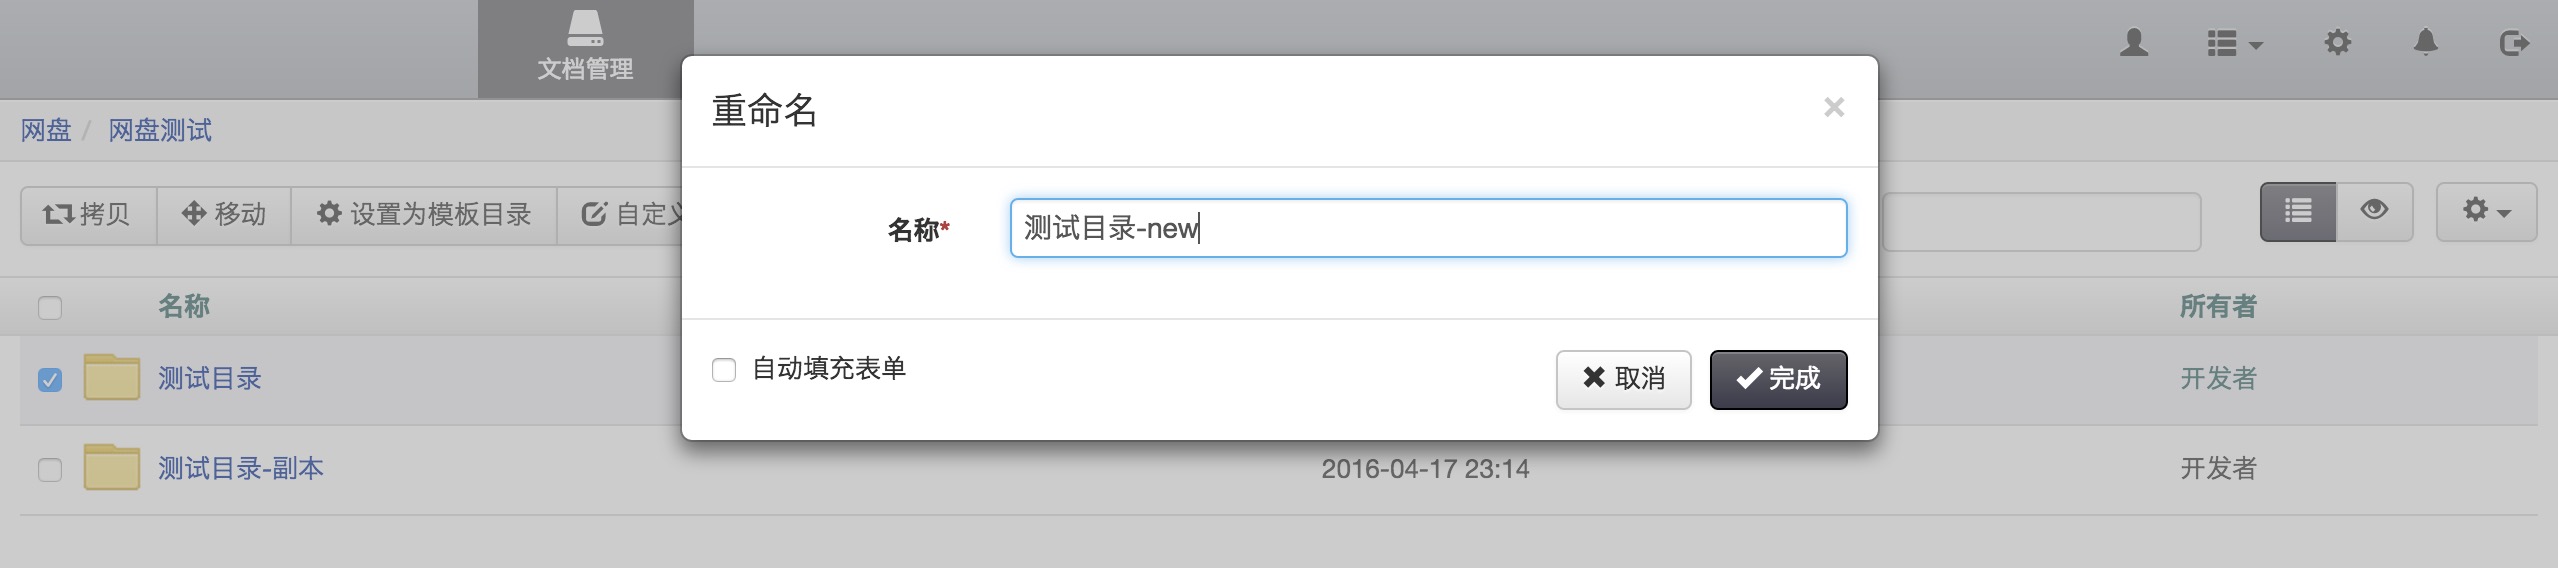 文档管理
网盘 / 网盘测试
拷贝 移动 设置为模板目录 自定义
重命名
×
名称*
测试目录-new
自动填充表单
取消 完成
名称 所有者
测试目录 开发者
测试目录-副本 2016-04-17 23:14 开发者